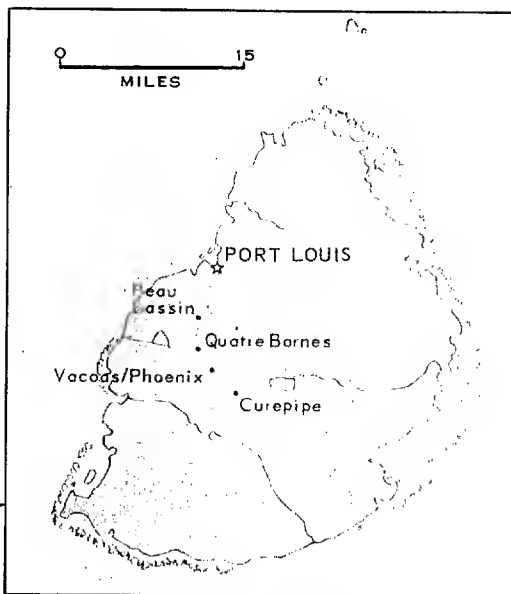 0 15
MILES
PORT LOUIS
Beau
Bassin
Quatre Bornes
Vacoas/Phoenix
Curepipe